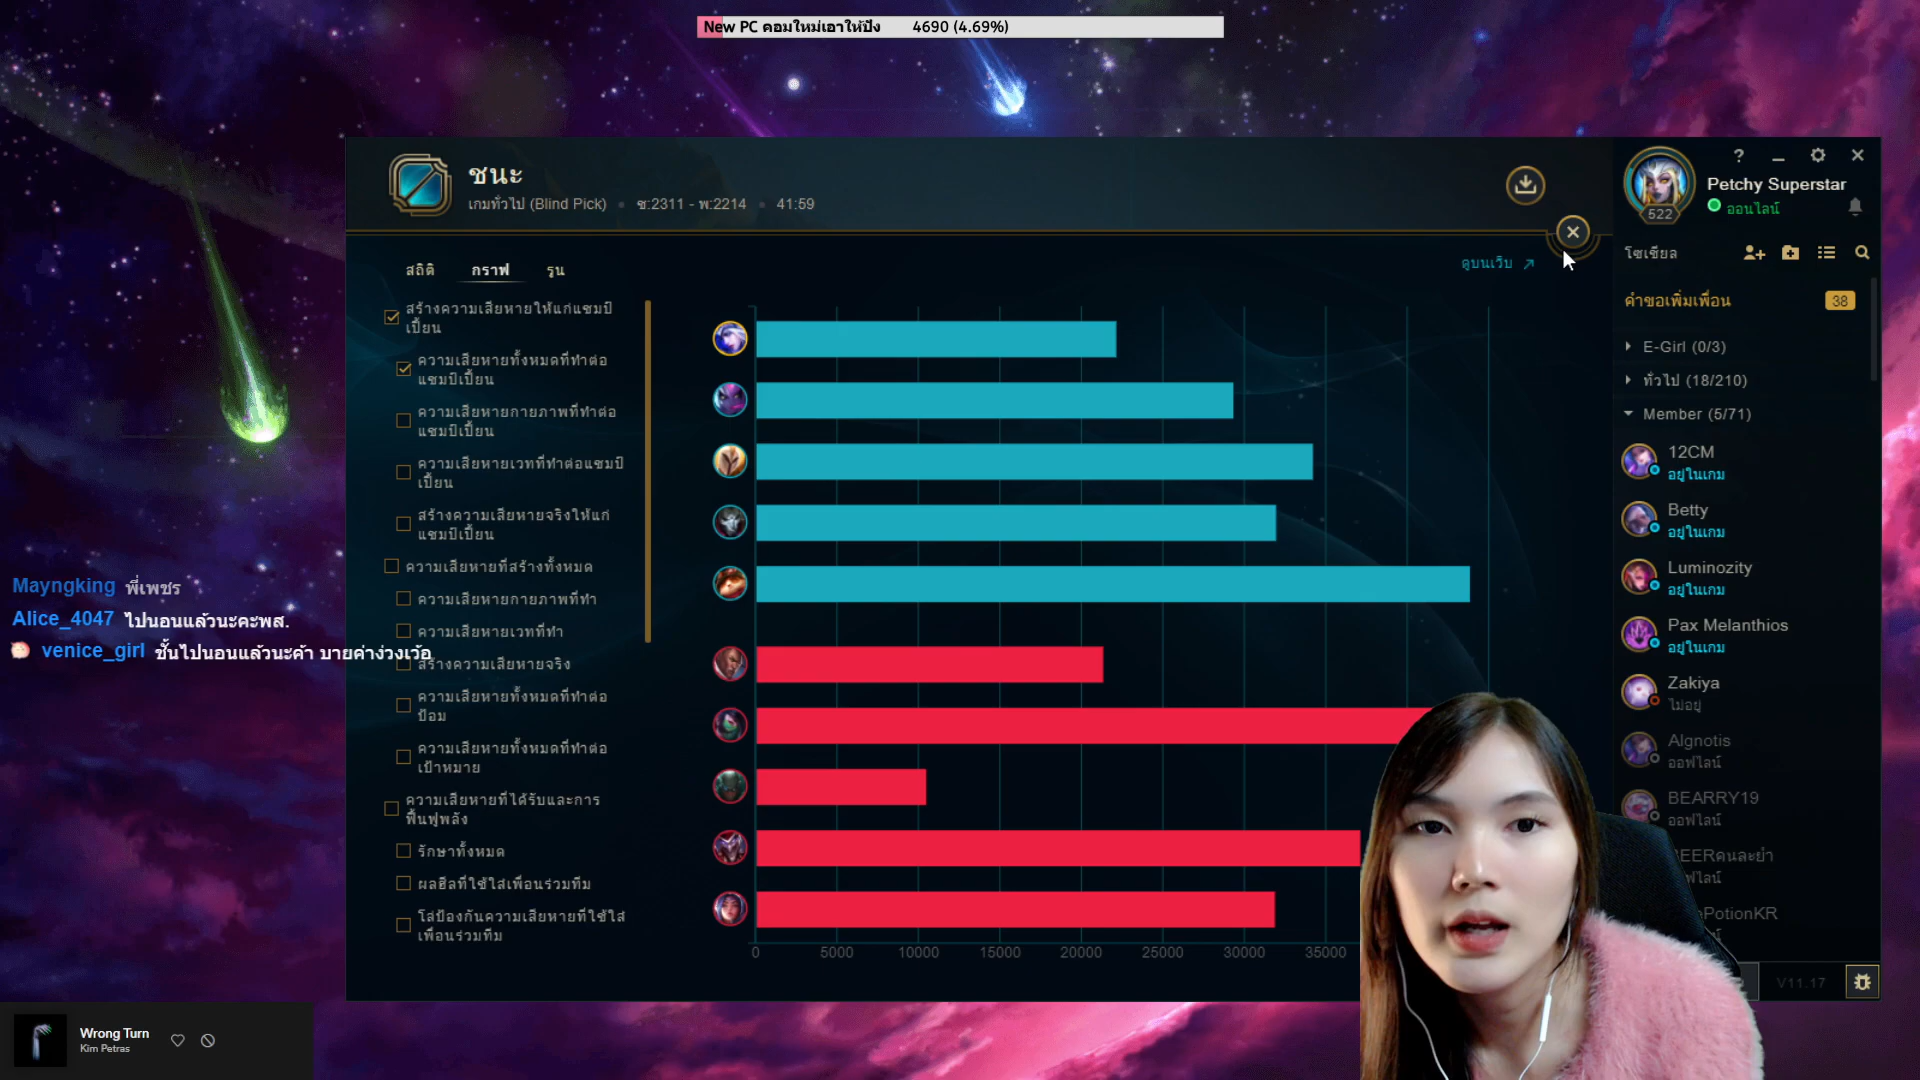 New PC คอมใหม่เอาให้ปัง 4690 (4.69%)
ชนะ
เกมทั่วไป (Blind Pick) ช:2311 - พ:2214 41:59
Petchy Superstar
522
ออนไลน์
สถิติ กราฟ รูน
ดูบนเว็บ
โซเชียล
คำขอเพิ่มเพื่อน 38
E-Girl (0/3)
ทั่วไป (18/210)
Member (5/71)
12CM
อยู่ในเกม
Betty
อยู่ในเกม
Luminozity
อยู่ในเกม
Pax Melanthios
อยู่ในเกม
Zakiya
ไม่อยู่
Algnotis
ออฟไลน์
BEARRY19
ออฟไลน์
EERคนละยำ
ฟไลน์
PotionKR
V11.17
สร้างความเสียหายให้แก่แชมป์
เปี้ยน
ความเสียหายทั้งหมดที่ทำต่อ
แชมป์เปี้ยน
ความเสียหายกายภาพที่ทำต่อ
แชมป์เปี้ยน
ความเสียหายเวทที่ทำต่อแชมป์
เปี้ยน
สร้างความเสียหายจริงให้แก่
แชมป์เปี้ยน
ความเสียหายที่สร้างทั้งหมด
ความเสียหายกายภาพที่ทำ
ความเสียหายเวทที่ทำ
สร้างความเสียหายจริง
ความเสียหายทั้งหมดที่ทำต่อ
ป้อม
ความเสียหายทั้งหมดที่ทำต่อ
เป้าหมาย
ความเสียหายที่ได้รับและการ
ฟื้นฟูพลัง
รักษาทั้งหมด
ผลฮีลที่ใช้ใส่เพื่อนร่วมทีม
โล่ป้องกันความเสียหายที่ใช้ใส่
เพื่อนร่วมทีม
0 5000 10000 15000 20000 25000 30000 35000
Mayngking พี่เพชร
Alice_4047 ไปนอนแล้วนะคะพส.
venice_girl ชั้นไปนอนแล้วนะค้า บายค่าง่วงเว้อ
Wrong Turn
Kim Petras